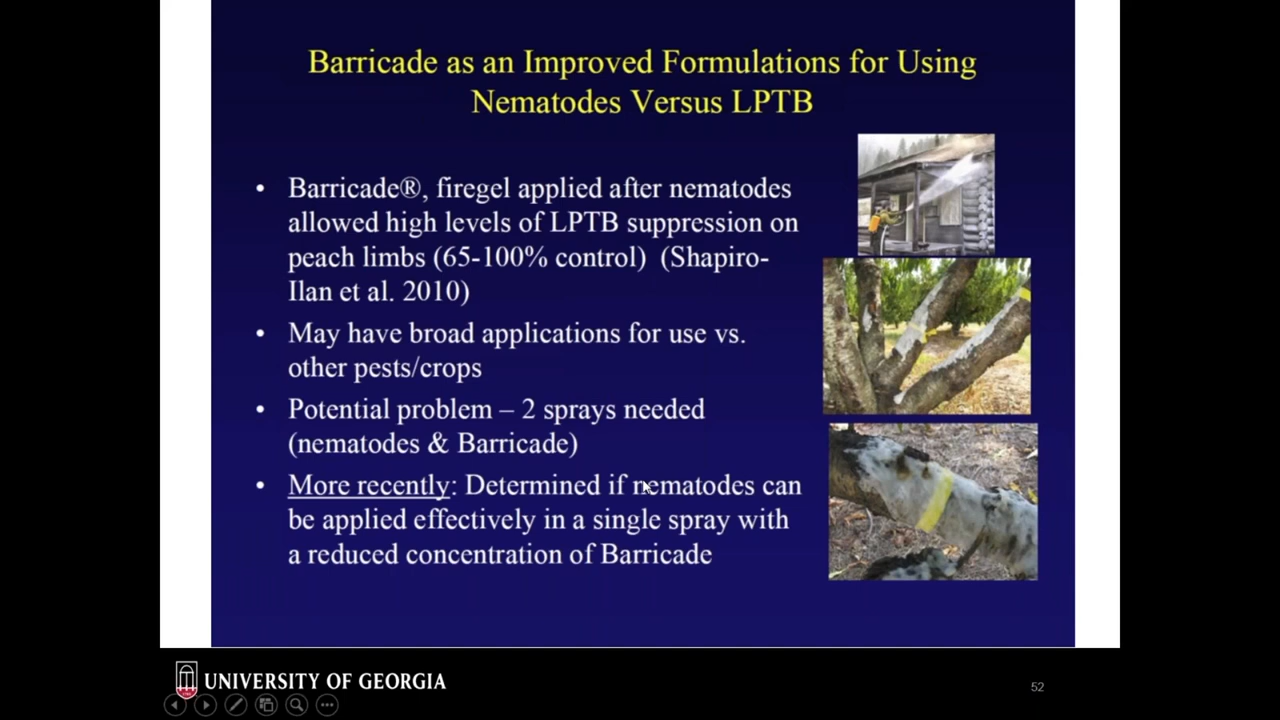 Barricade as an Improved Formulations for Using
Nematodes Versus LPTB
• Barricade®, firegel applied after nematodes
allowed high levels of LPTB suppression on
peach limbs (65-100% control) (Shapiro-
Ilan et al. 2010)
• May have broad applications for use vs.
other pests/crops
• Potential problem – 2 sprays needed
(nematodes & Barricade)
• More recently: Determined if nematodes can
be applied effectively in a single spray with
a reduced concentration of Barricade
UNIVERSITY OF GEORGIA
52